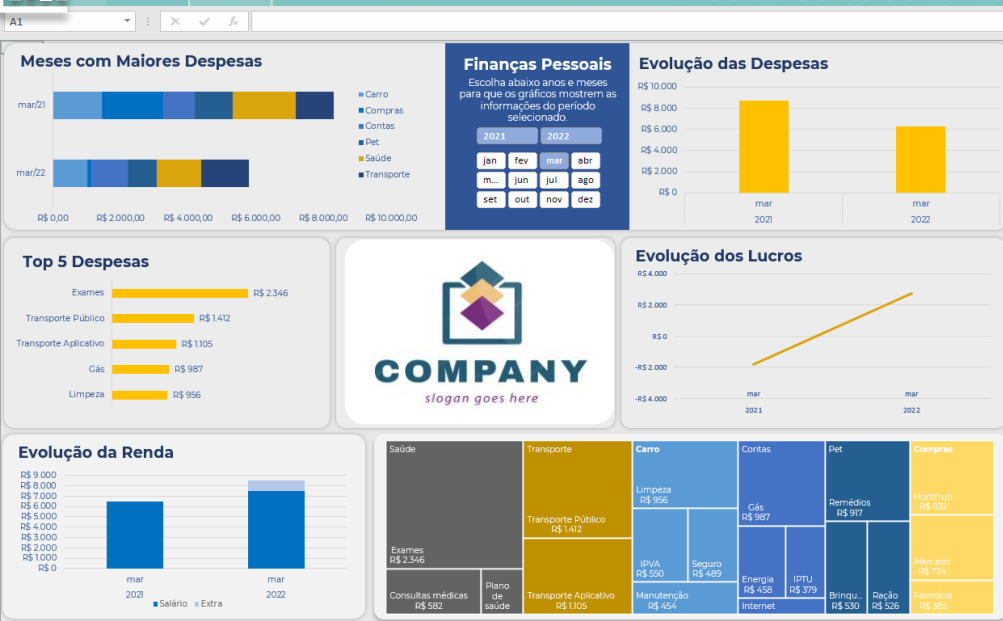 A1
fx
Meses com Maiores Despesas
mar/21
mar/22
R$ 0,00 R$ 2.000,00 R$ 4.000,00 R$ 6.000,00 R$ 8.000,00 R$ 10.000,00
Carro
Compras
Contas
Pet
Saúde
Transporte
Finanças Pessoais
Escolha abaixo anos e meses
para que os gráficos mostrem as
informações do período
selecionado.
2021 2022
jan fev mar abr
m... jun jul ago
set out nov dez
Evolução das Despesas
R$ 10.000
R$ 8.000
R$ 6.000
R$ 4.000
R$ 2.000
R$ 0
mar mar
2021 2022
Top 5 Despesas
Exames R$ 2.346
Transporte Público R$ 1.412
Transporte Aplicativo R$ 1.105
Gás R$ 987
Limpeza R$ 956
COMPANY
slogan goes here
Evolução dos Lucros
R$ 4.000
R$ 2.000
R$ 0
-R$ 2.000
-R$ 4.000
mar mar
2021 2022
Evolução da Renda
R$ 9.000
R$ 8.000
R$ 7.000
R$ 6.000
R$ 5.000
R$ 4.000
R$ 3.000
R$ 2.000
R$ 1.000
R$ 0
mar mar
2021 2022
Salário Extra
Saúde
Exames
R$ 2.346
Consultas médicas
R$ 582
Plano
de
saúde
Transporte
Transporte Público
R$ 1.412
Transporte Aplicativo
R$ 1.105
Carro
Limpeza
R$ 956
IPVA
R$ 550
Seguro
R$ 489
Manutenção
R$ 454
Contas
Gás
R$ 987
Energia
R$ 458
IPTU
R$ 379
Internet
Pet
Remédios
R$ 917
Brinqu...
R$ 530
Ração
R$ 526
Compras
Hortifruti
R$ 832
Mercado
R$ 724
Farmácia
R$ 385